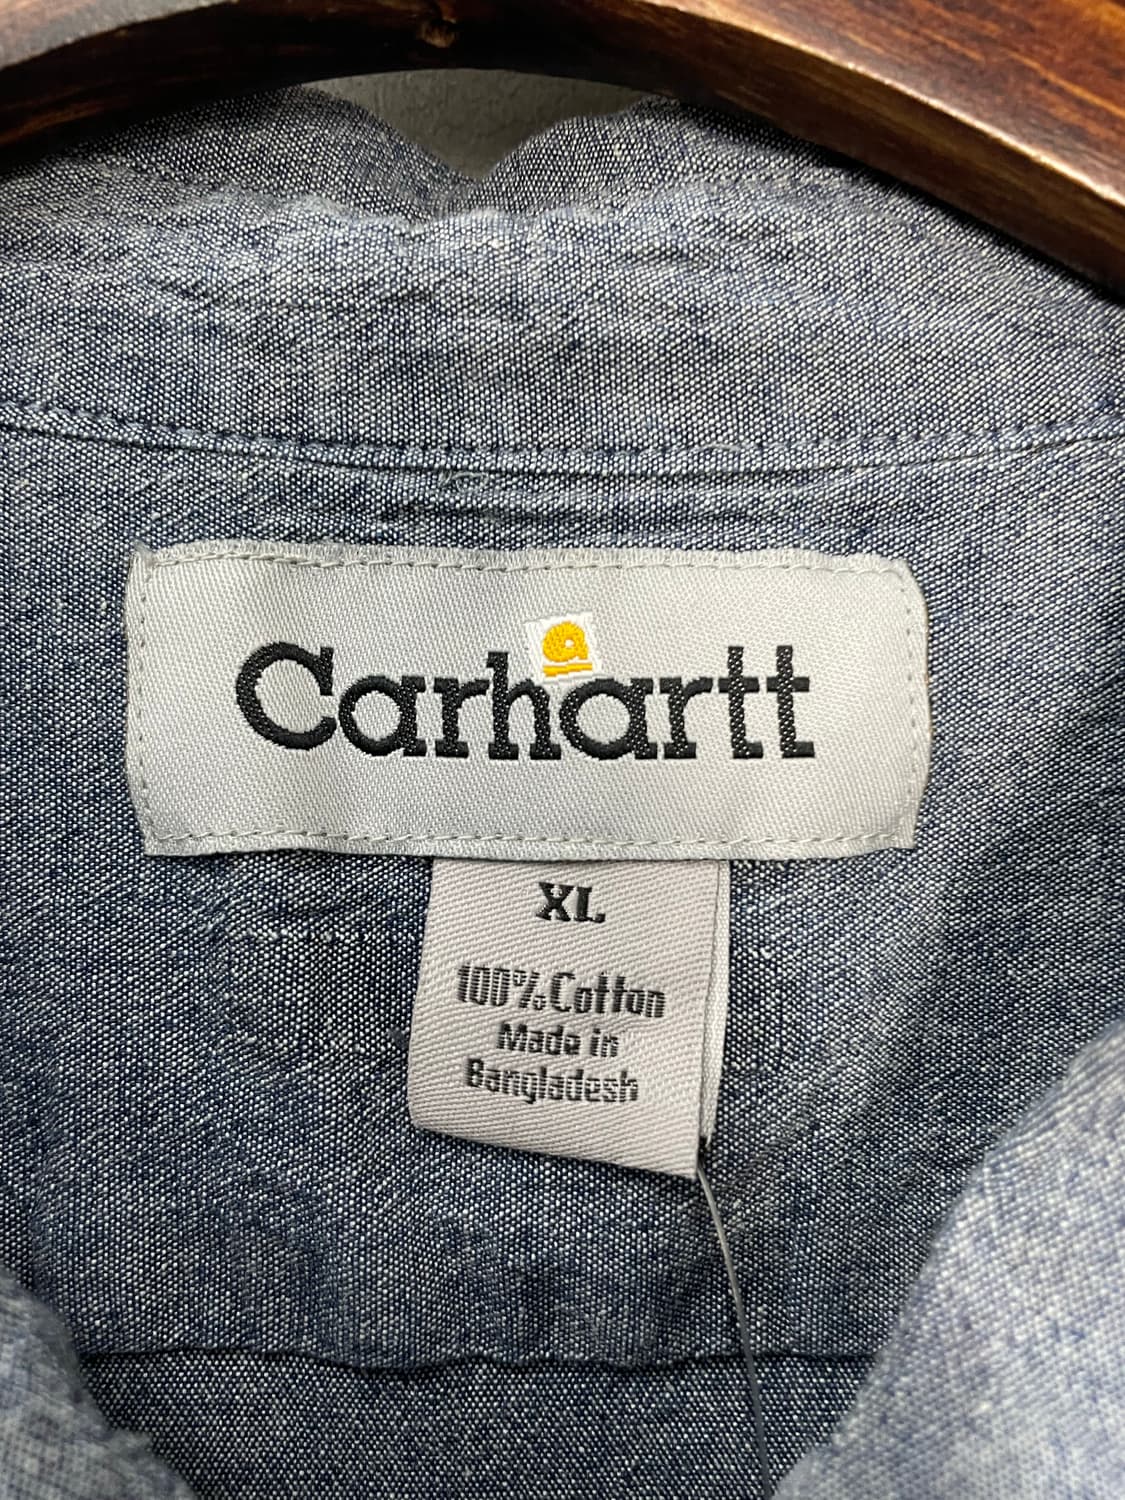 Carhartt
XL
100% Cotton
Made in
Bangladesh